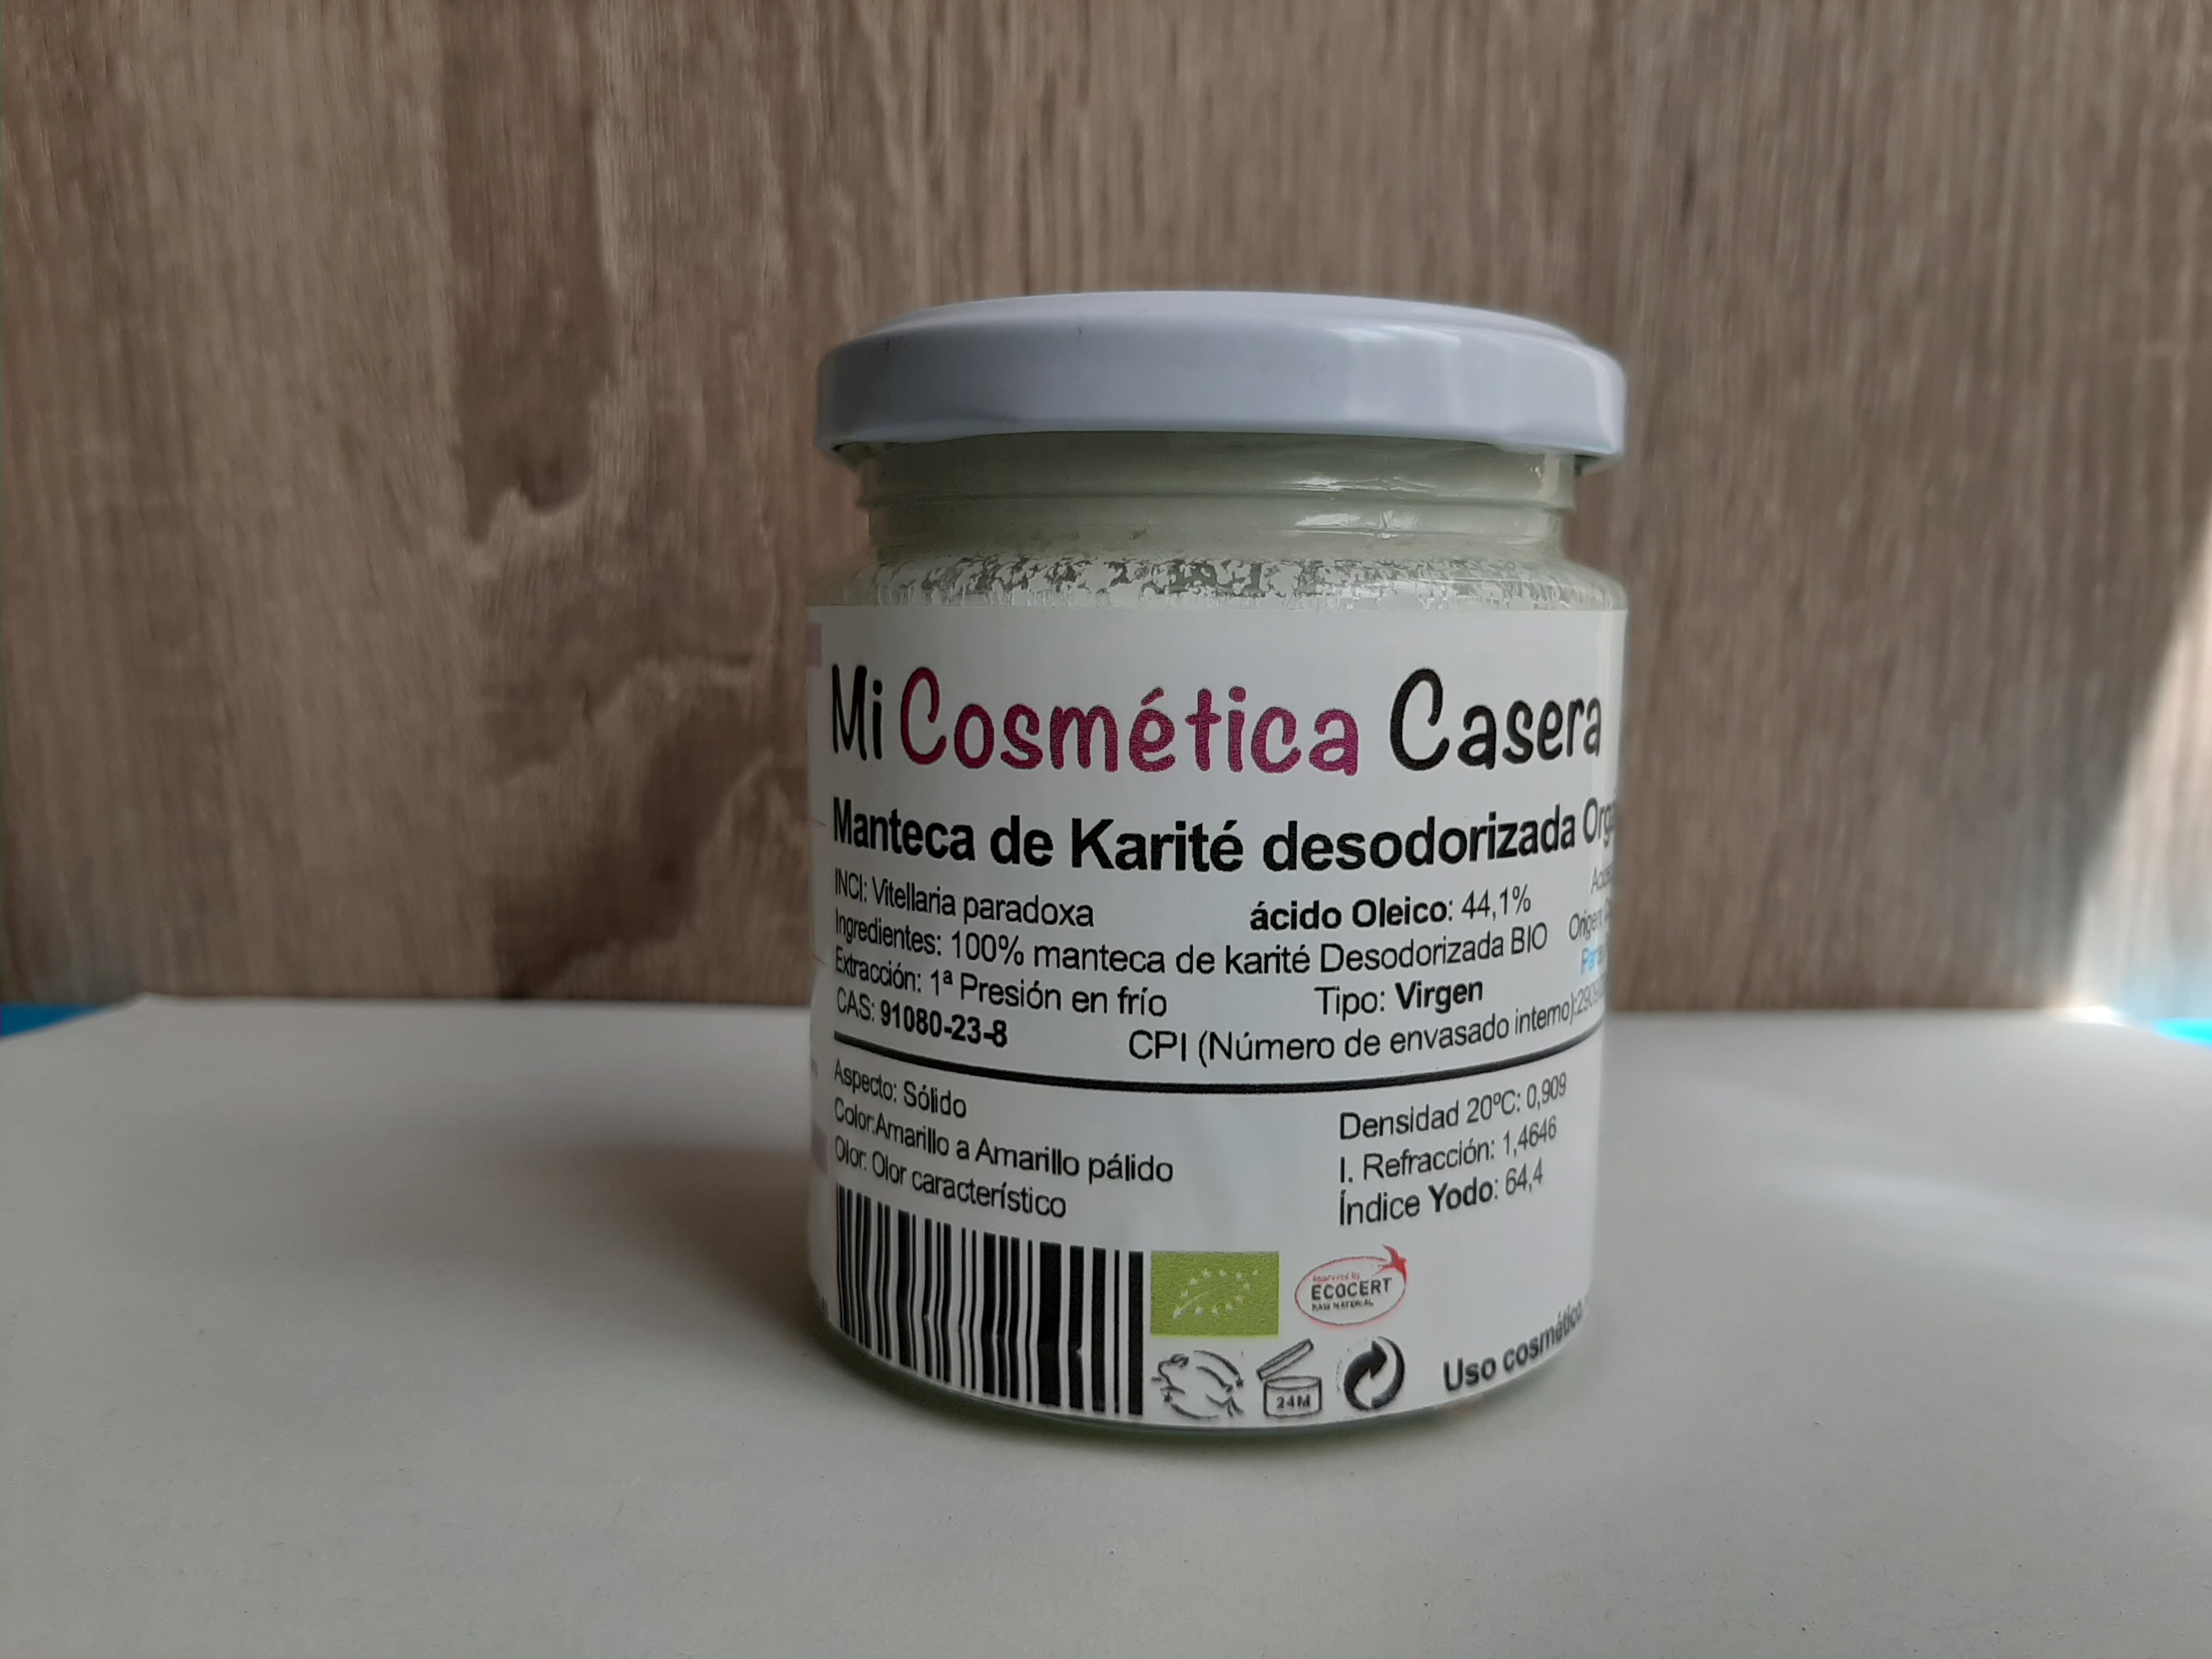 Mi Cosmética Casera
Manteca de Karité desodorizada
INCI: Vitellaria paradoxa ácido Oleico: 44,1%
Ingredientes: 100% manteca de karité Desodorizada BIO
Extracción: 1ª Presión en frío Tipo: Virgen
CAS: 91080-23-8 CPI (Número de envasado interno):
Aspecto: Sólido
Color:Amarillo a Amarillo pálido
Olor: Olor característico
Densidad 20ºC: 0,909
I. Refracción: 1,4646
Índice Yodo: 64,4
ECOCERT
RAW MATERIAL
24M
Uso cosmético